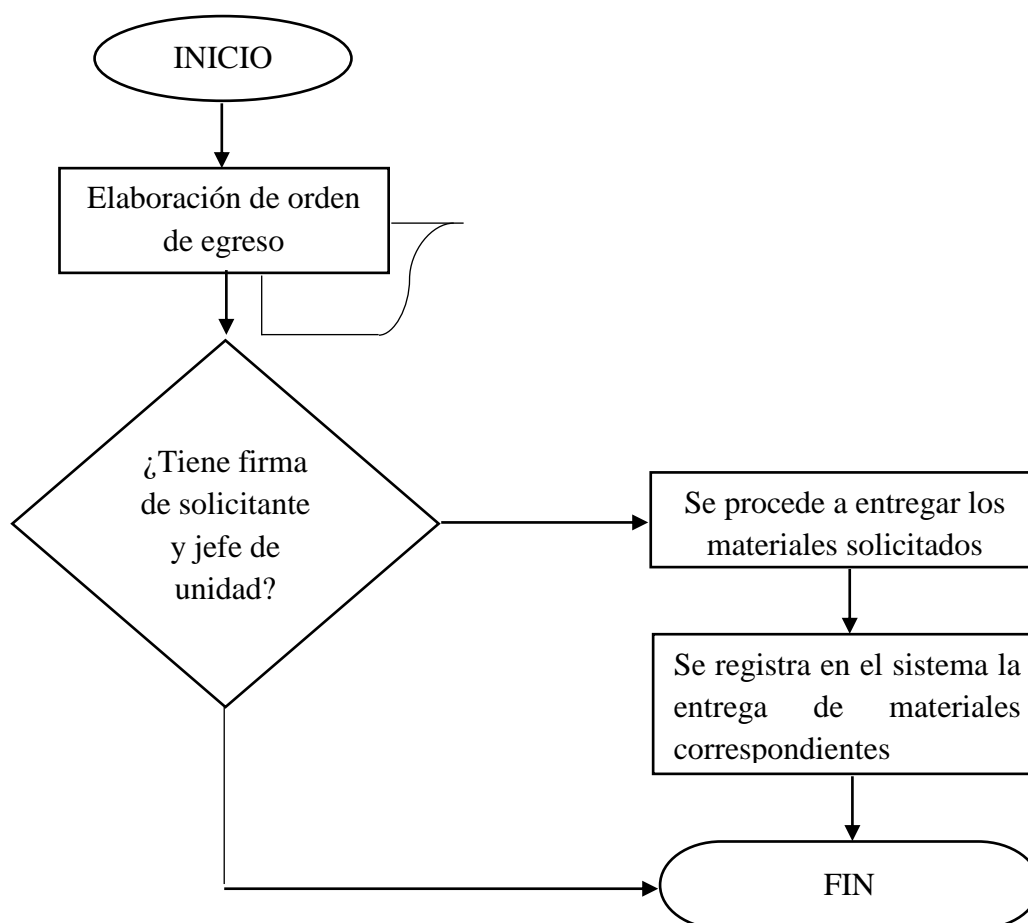 INICIO
Elaboración de orden
de egreso
¿Tiene firma
de solicitante
y jefe de
unidad?
Se procede a entregar los
materiales solicitados
Se registra en el sistema la
entrega de materiales
correspondientes
FIN